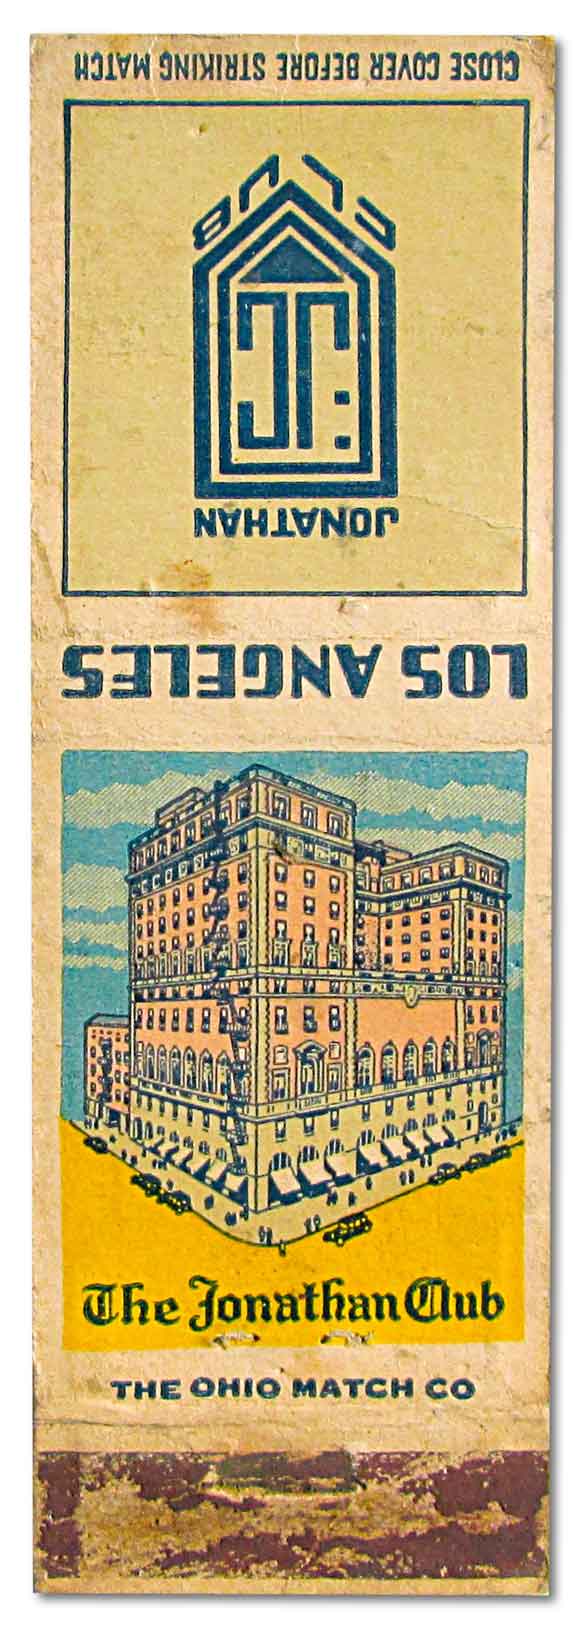 CLOSE COVER BEFORE STRIKING MATCH
CLUB
J.C.
JONATHAN
LOS ANGELES
The Jonathan Club
THE OHIO MATCH CO